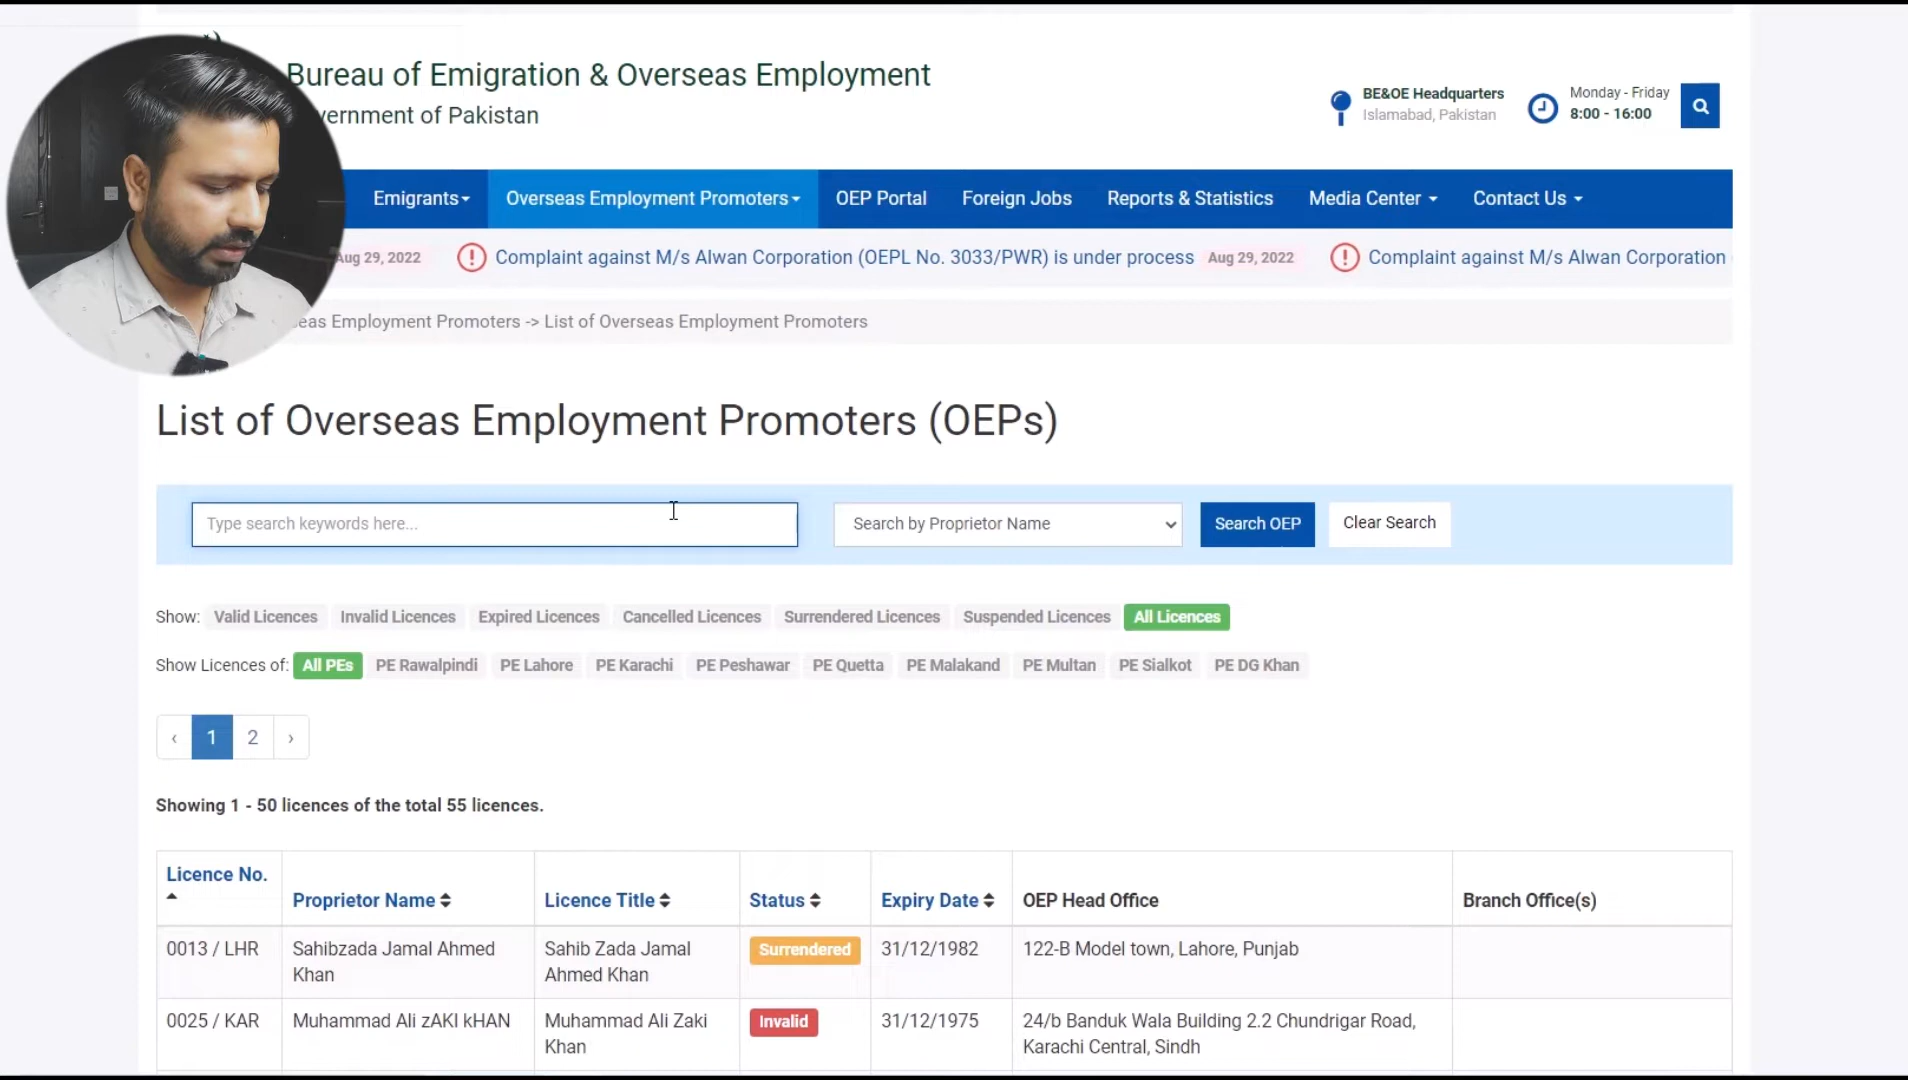 Bureau of Emigration & Overseas Employment
vernment of Pakistan
BE&OE Headquarters
Islamabad, Pakistan
Monday - Friday
8:00 - 16:00
Emigrants
Overseas Employment Promoters
OEP Portal
Foreign Jobs
Reports & Statistics
Media Center
Contact Us
Aug 29, 2022
Complaint against M/s Alwan Corporation (OEPL No. 3033/PWR) is under process Aug 29, 2022
Complaint against M/s Alwan Corporation
eas Employment Promoters -> List of Overseas Employment Promoters
List of Overseas Employment Promoters (OEPs)
Type search keywords here...
Search by Proprietor Name
Search OEP
Clear Search
Show: Valid Licences Invalid Licences Expired Licences Cancelled Licences Surrendered Licences Suspended Licences All Licences
Show Licences of: All PEs PE Rawalpindi PE Lahore PE Karachi PE Peshawar PE Quetta PE Malakand PE Multan PE Sialkot PE DG Khan
‹ 1 2 ›
Showing 1 - 50 licences of the total 55 licences.
Licence No.
Proprietor Name
Licence Title
Status
Expiry Date
OEP Head Office
Branch Office(s)
0013 / LHR
Sahibzada Jamal Ahmed
Khan
Sahib Zada Jamal
Ahmed Khan
Surrendered
31/12/1982
122-B Model town, Lahore, Punjab
0025 / KAR
Muhammad Ali zAKI kHAN
Muhammad Ali Zaki
Khan
Invalid
31/12/1975
24/b Banduk Wala Building 2.2 Chundrigar Road,
Karachi Central, Sindh